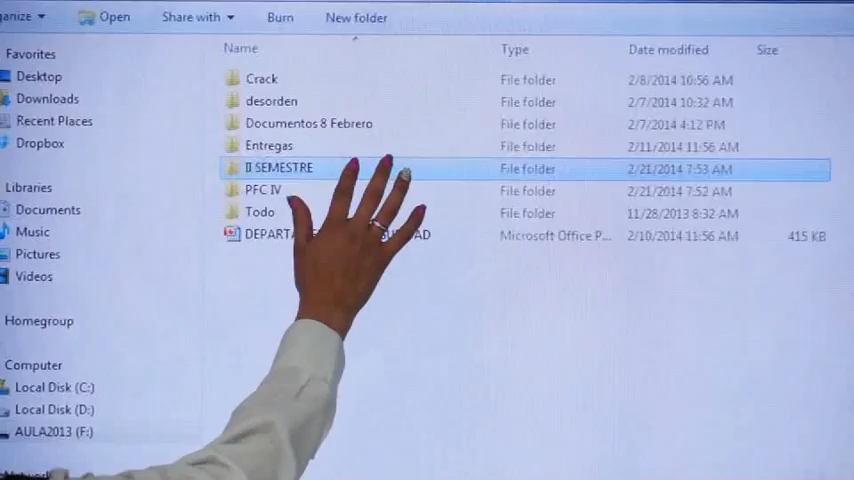 Open Share with Burn New folder
Name Type Date modified Size
Favorites
Desktop
Downloads
Recent Places
Dropbox
Libraries
Documents
Music
Pictures
Videos
Homegroup
Computer
Local Disk (C:)
Local Disk (D:)
AULA2013 (F:)
Crack File folder 2/8/2014 10:56 AM
desorden File folder 2/7/2014 10:32 AM
Documentos 8 Febrero File folder 2/7/2014 4:12 PM
Entregas File folder 2/11/2014 11:56 AM
II SEMESTRE File folder 2/21/2014 7:53 AM
PFC IV File folder 2/21/2014 7:52 AM
Todo File folder 11/28/2013 8:32 AM
Microsoft Office P... 2/10/2014 11:56 AM 415 KB